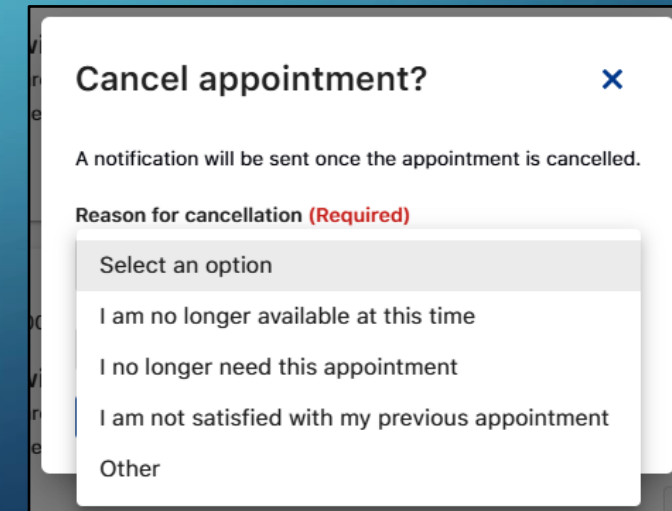 Cancel appointment?
A notification will be sent once the appointment is cancelled.
Reason for cancellation (Required)
Select an option
I am no longer available at this time
I no longer need this appointment
I am not satisfied with my previous appointment
Other